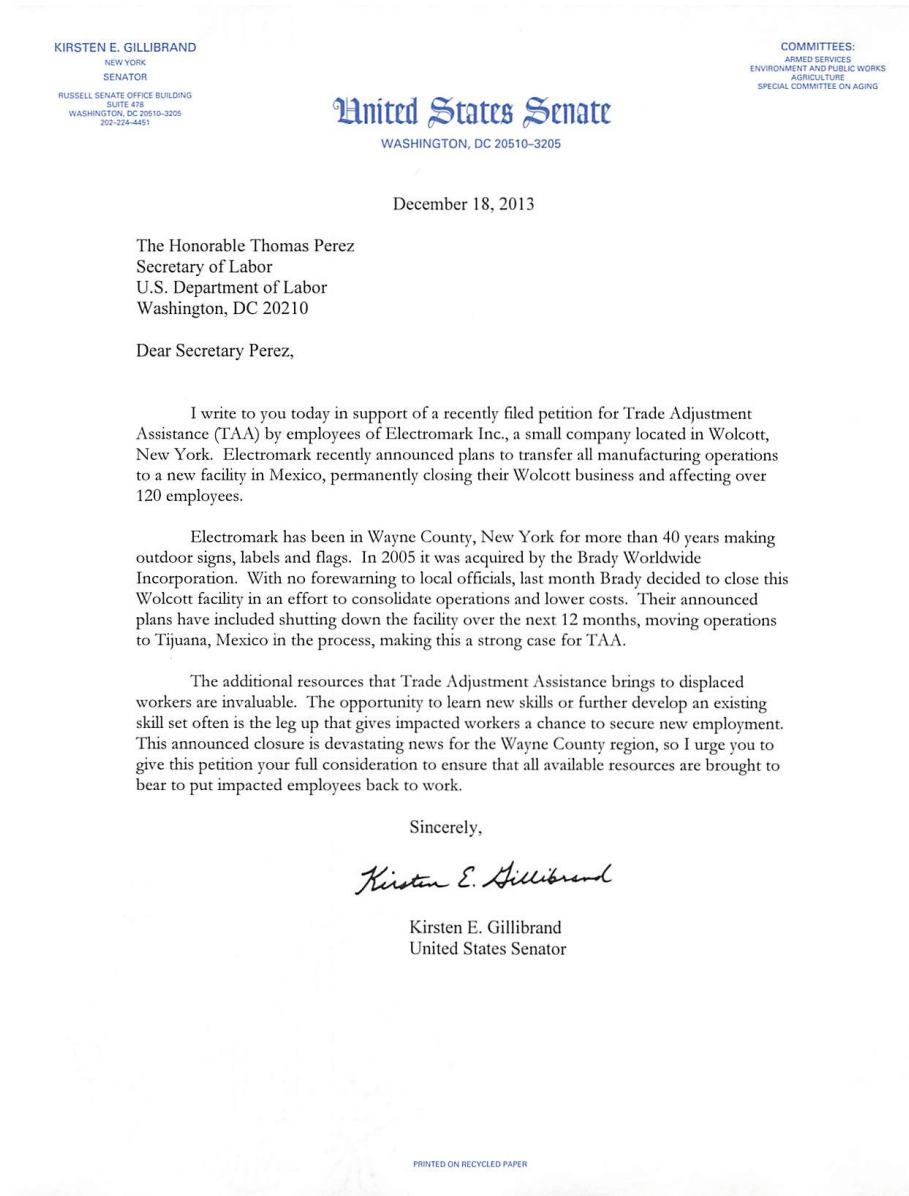 KIRSTEN E. GILLIBRAND
NEW YORK
SENATOR
RUSSELL SENATE OFFICE BUILDING
SUITE 478
WASHINGTON, DC 20510–3205
202–224–4451
COMMITTEES:
ARMED SERVICES
ENVIRONMENT AND PUBLIC WORKS
AGRICULTURE
SPECIAL COMMITTEE ON AGING
United States Senate
WASHINGTON, DC 20510–3205
December 18, 2013
The Honorable Thomas Perez
Secretary of Labor
U.S. Department of Labor
Washington, DC 20210
Dear Secretary Perez,
I write to you today in support of a recently filed petition for Trade Adjustment
Assistance (TAA) by employees of Electromark Inc., a small company located in Wolcott,
New York. Electromark recently announced plans to transfer all manufacturing operations
to a new facility in Mexico, permanently closing their Wolcott business and affecting over
120 employees.
Electromark has been in Wayne County, New York for more than 40 years making
outdoor signs, labels and flags. In 2005 it was acquired by the Brady Worldwide
Incorporation. With no forewarning to local officials, last month Brady decided to close this
Wolcott facility in an effort to consolidate operations and lower costs. Their announced
plans have included shutting down the facility over the next 12 months, moving operations
to Tijuana, Mexico in the process, making this a strong case for TAA.
The additional resources that Trade Adjustment Assistance brings to displaced
workers are invaluable. The opportunity to learn new skills or further develop an existing
skill set often is the leg up that gives impacted workers a chance to secure new employment.
This announced closure is devastating news for the Wayne County region, so I urge you to
give this petition your full consideration to ensure that all available resources are brought to
bear to put impacted employees back to work.
Sincerely,
Kirsten E. Gillibrand
Kirsten E. Gillibrand
United States Senator
PRINTED ON RECYCLED PAPER